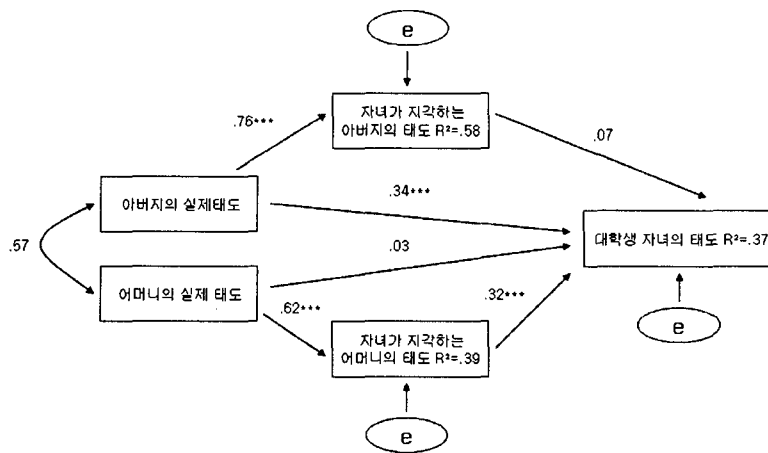 e
자녀가 지각하는
아버지의 태도 R²=.58
.76***
.07
아버지의 실제태도
.34***
.57
대학생 자녀의 태도 R²=.37
.03
어머니의 실제 태도
.62***
.32***
자녀가 지각하는
어머니의 태도 R²=.39
e
e